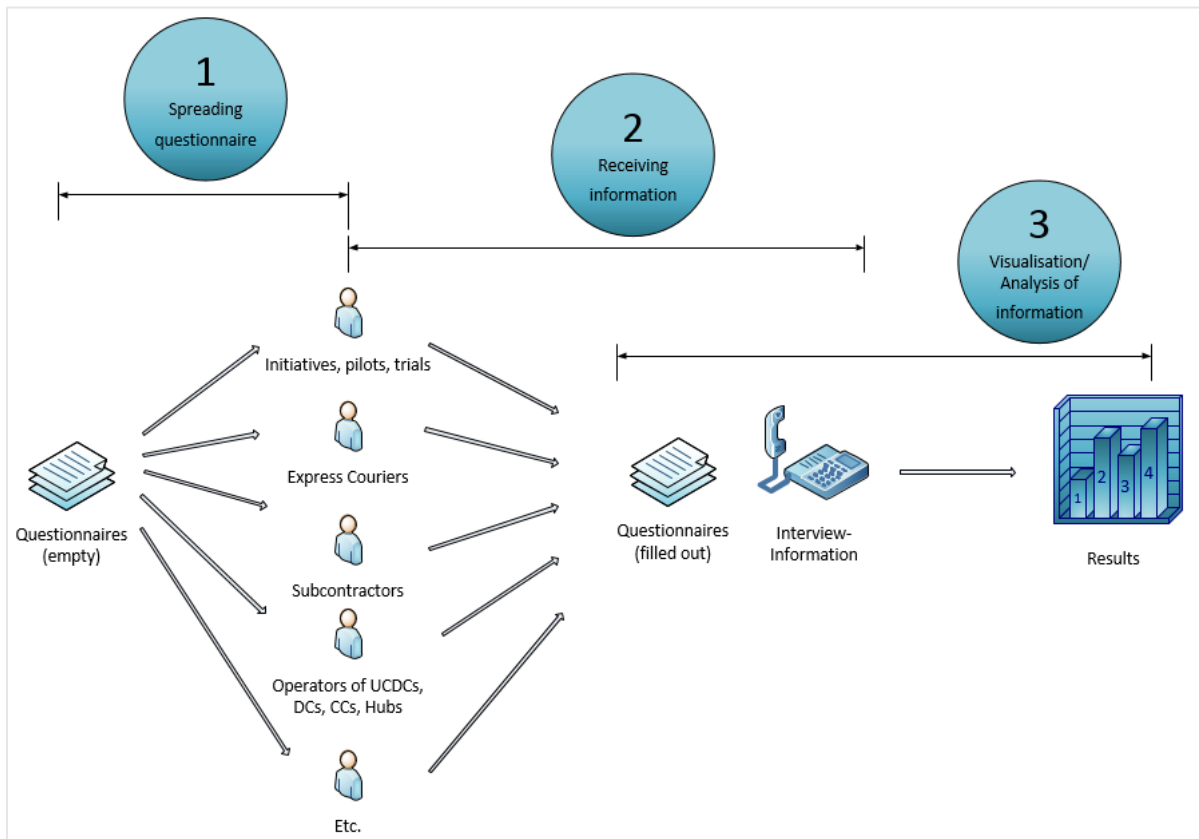 1
Spreading
questionnaire
2
Receiving
information
3
Visualisation/
Analysis of
information
Initiatives, pilots, trials
Express Couriers
Subcontractors
Operators of UCDCs,
DCs, CCs, Hubs
Etc.
Questionnaires
(empty)
Questionnaires
(filled out)
Interview-
Information
1
2
3
4
Results